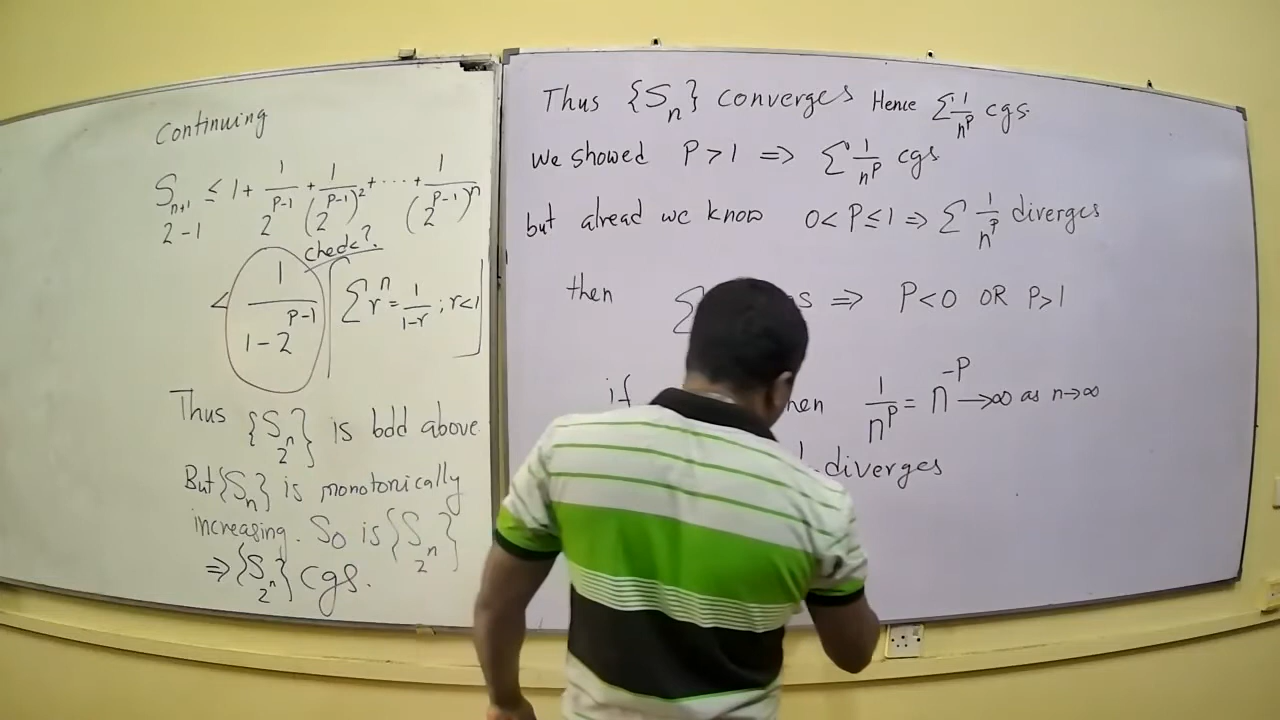 Continuing
S_{2^{n+1}-1} ≤ 1 + 1/2^{P-1} + 1/(2^{P-1})^2 + ... + 1/(2^{P-1})^n
check?
< 1/(1-2^{P-1}) [∑ r^n = 1/(1-r) ; r<1]
Thus {S_{2^n}} is bdd above
But {S_n} is monotonically
increasing. So is {S_{2^n}}
⇒ {S_{2^n}} cgs.
Thus {S_n} converges Hence ∑ 1/n^P cgs.
we showed P>1 ⇒ ∑ 1/n^P cgs
but alread we know 0<P≤1 ⇒ ∑ 1/n^P diverges
then ∑ ⇒ P<0 OR P>1
if 1/n^P = n^{-P} → ∞ as n→∞
diverges